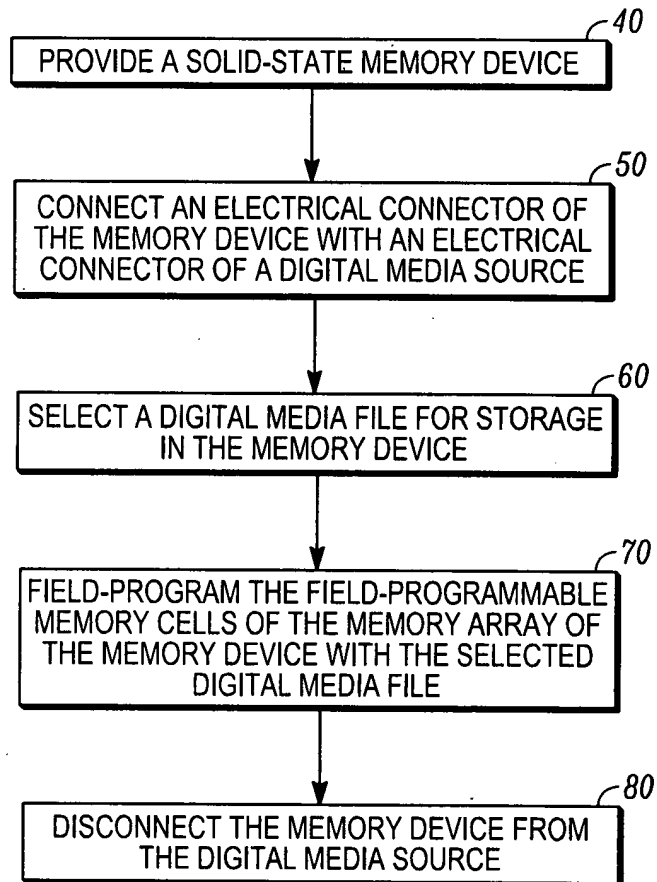 40
PROVIDE A SOLID-STATE MEMORY DEVICE
50
CONNECT AN ELECTRICAL CONNECTOR OF
THE MEMORY DEVICE WITH AN ELECTRICAL
CONNECTOR OF A DIGITAL MEDIA SOURCE
60
SELECT A DIGITAL MEDIA FILE FOR STORAGE
IN THE MEMORY DEVICE
70
FIELD-PROGRAM THE FIELD-PROGRAMMABLE
MEMORY CELLS OF THE MEMORY ARRAY OF
THE MEMORY DEVICE WITH THE SELECTED
DIGITAL MEDIA FILE
80
DISCONNECT THE MEMORY DEVICE FROM
THE DIGITAL MEDIA SOURCE